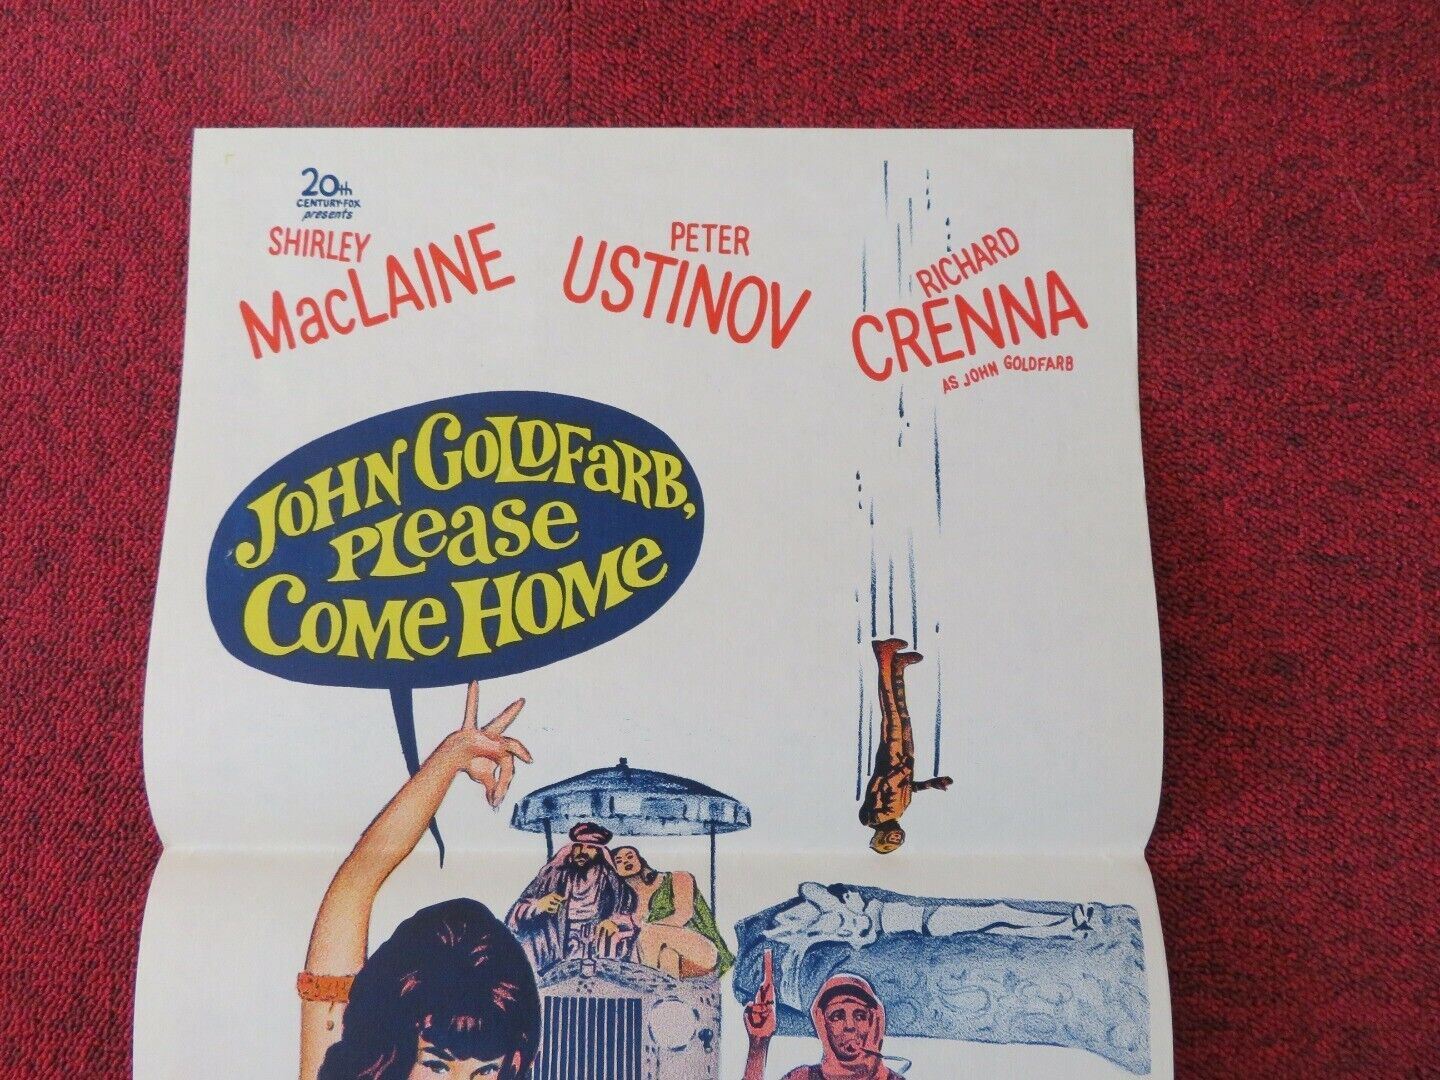 20th
CENTURY-FOX
presents
SHIRLEY
MacLAINE
PETER
USTINOV
RICHARD
CRENNA
AS JOHN GOLDFARB
JOHN GOLDFARB,
PLEASE
COME HOME